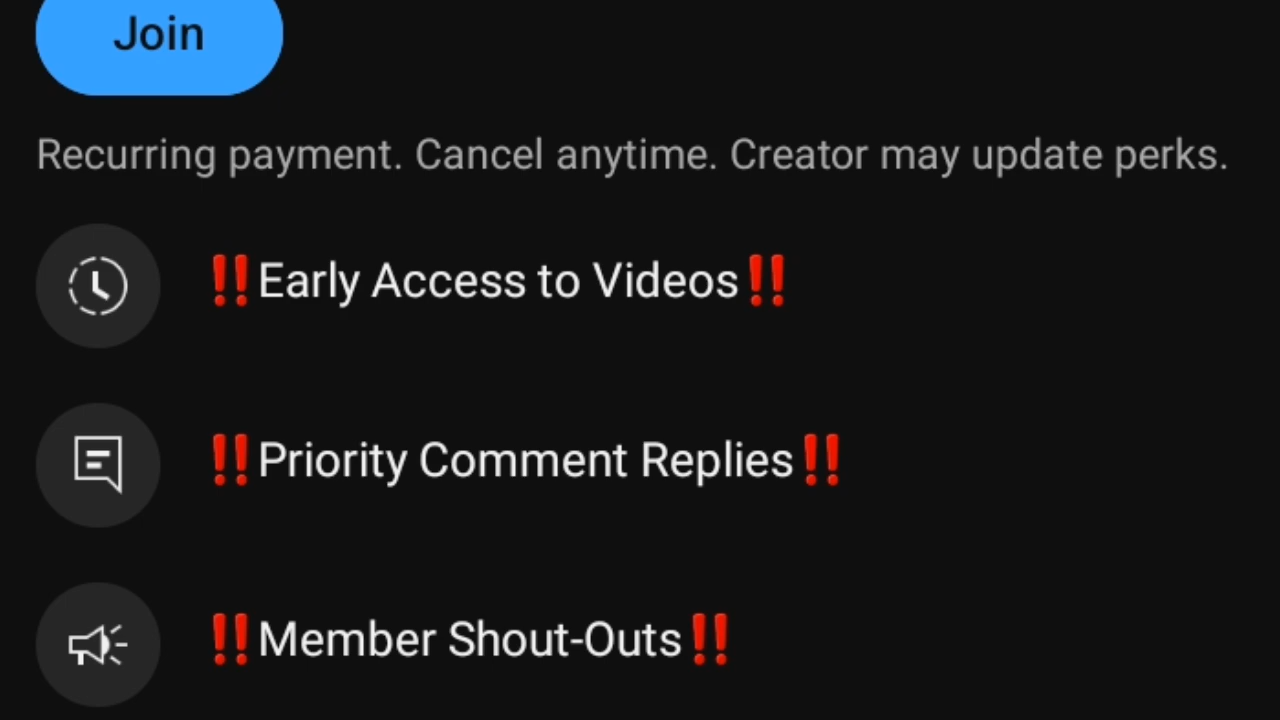 Join
Recurring payment. Cancel anytime. Creator may update perks.
‼️Early Access to Videos‼️
‼️Priority Comment Replies‼️
‼️Member Shout-Outs‼️